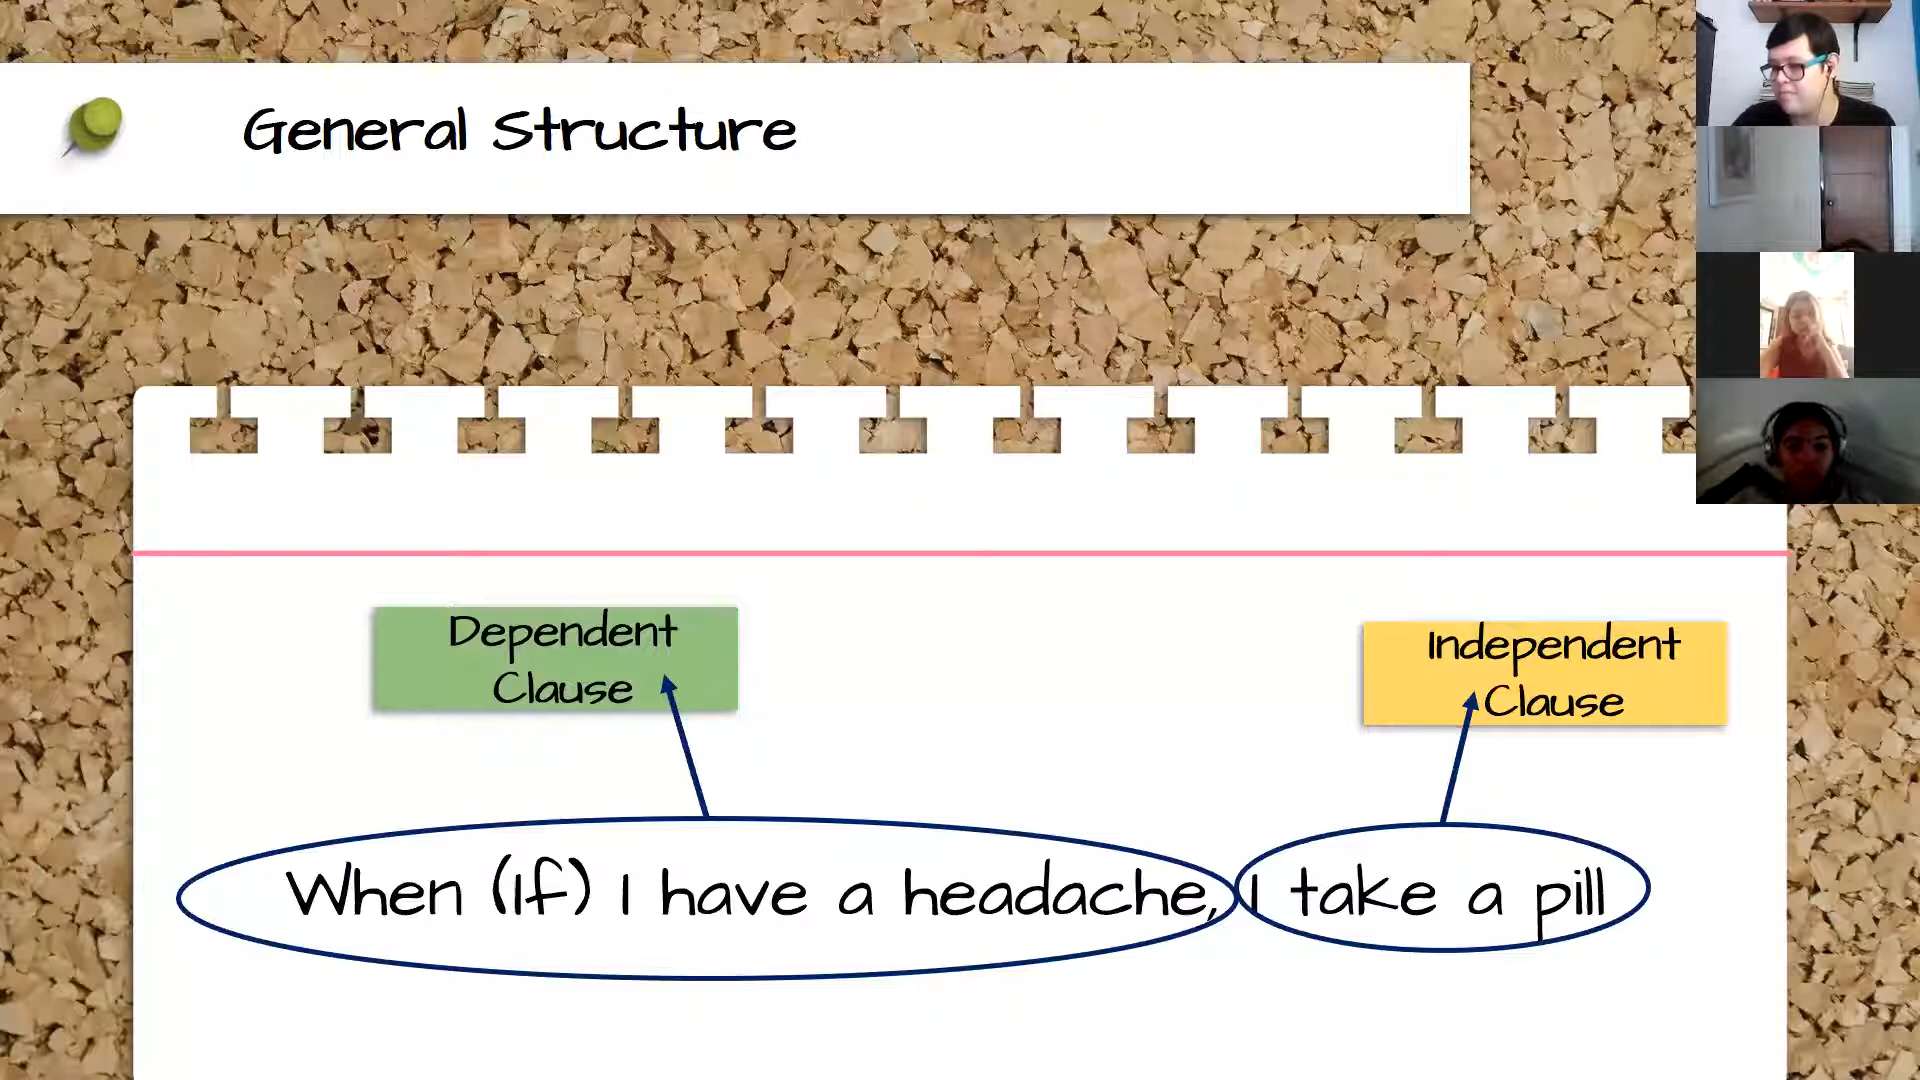 General Structure
Dependent
Clause
Independent
Clause
When (If) I have a headache, I take a pill